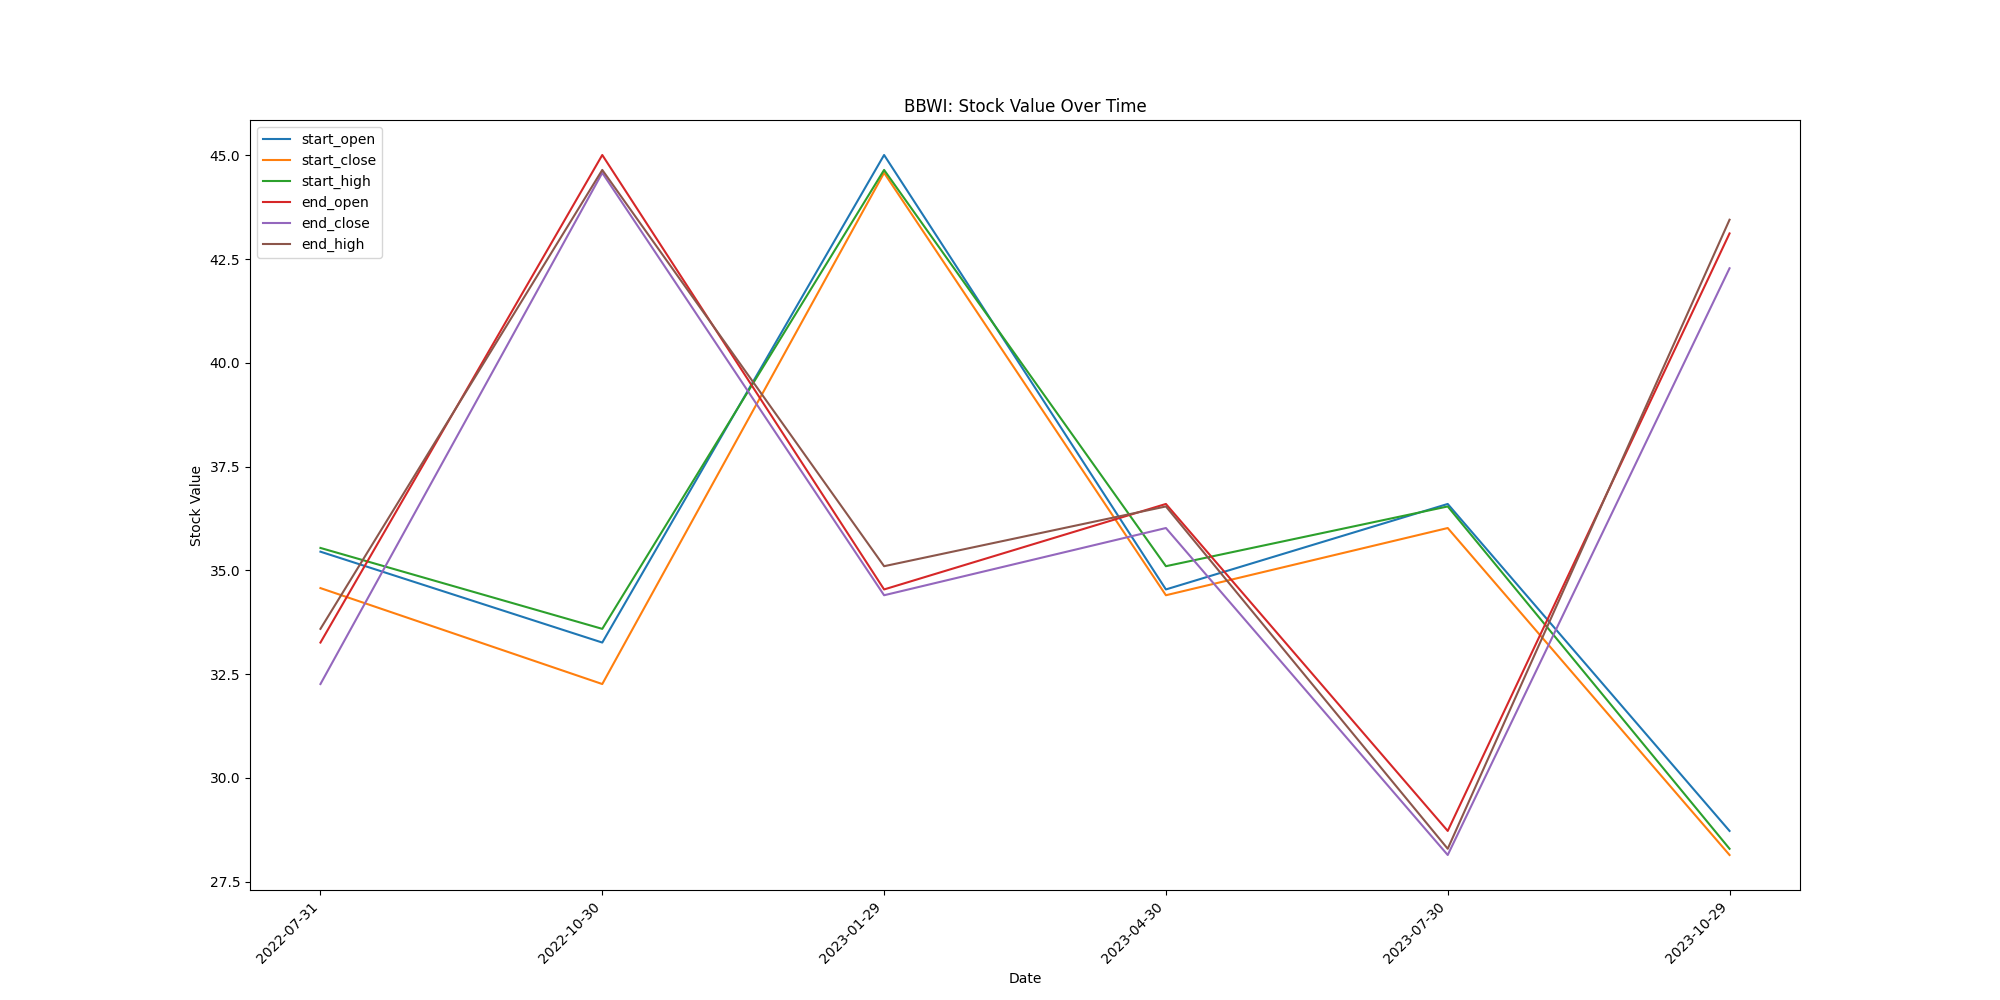 BBWI: Stock Value Over Time
start_open
start_close
start_high
end_open
end_close
end_high
45.0
42.5
40.0
37.5
35.0
32.5
30.0
27.5
Stock Value
2022-07-31
2022-10-30
2023-01-29
2023-04-30
2023-07-30
2023-10-29
Date